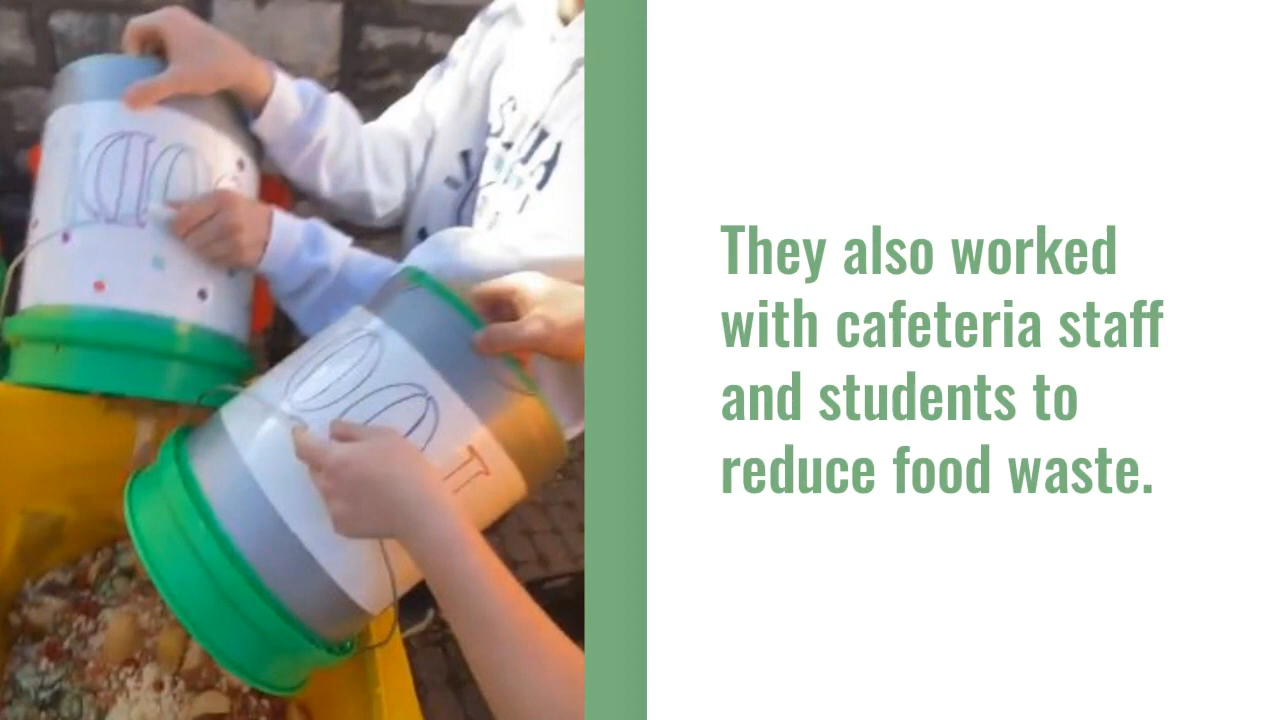 They also worked
with cafeteria staff
and students to
reduce food waste.